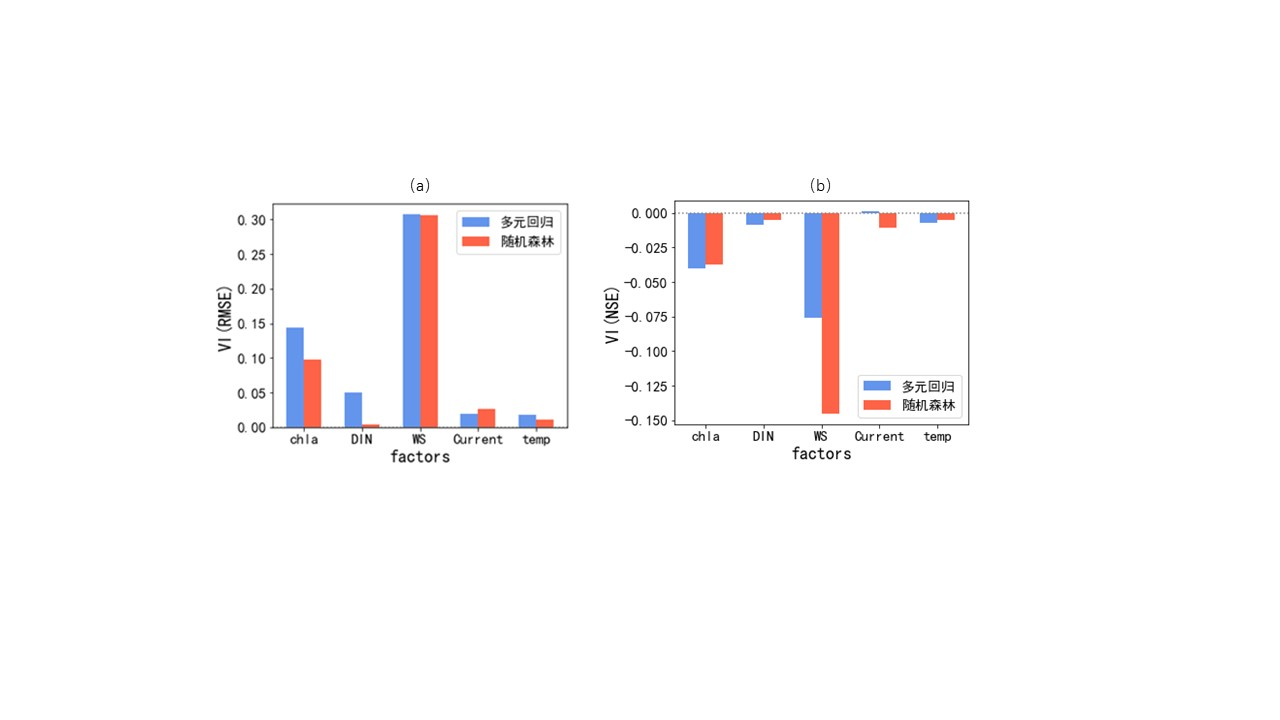 (a)
0.30
0.25
0.20
0.15
0.10
0.05
0.00
VI(RMSE)
多元回归
随机森林
chla DIN WS Current temp
factors
(b)
0.000
−0.025
−0.050
−0.075
−0.100
−0.125
−0.150
VI(NSE)
多元回归
随机森林
chla DIN WS Current temp
factors